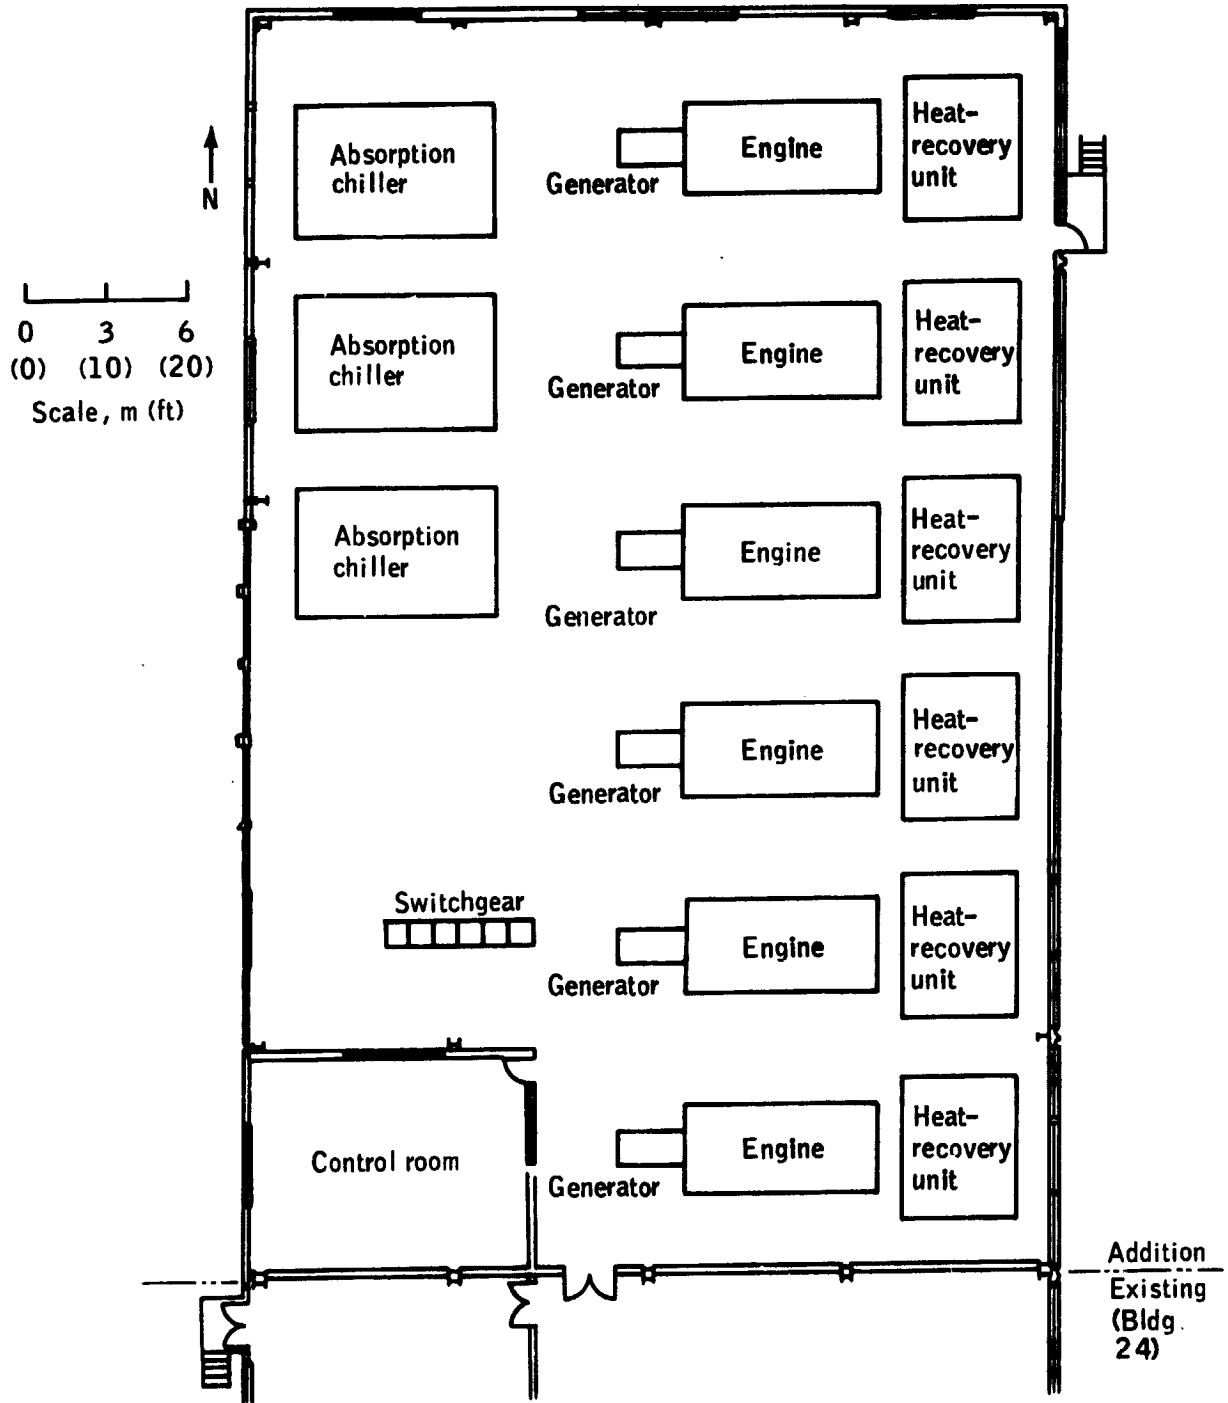 Absorption
chiller
Generator
Engine
Heat-
recovery
unit
N
0 3 6
(0) (10) (20)
Scale, m (ft)
Absorption
chiller
Generator
Engine
Heat-
recovery
unit
Absorption
chiller
Generator
Engine
Heat-
recovery
unit
Generator
Engine
Heat-
recovery
unit
Switchgear
Generator
Engine
Heat-
recovery
unit
Control room
Generator
Engine
Heat-
recovery
unit
Addition
Existing
(Bldg.
24)